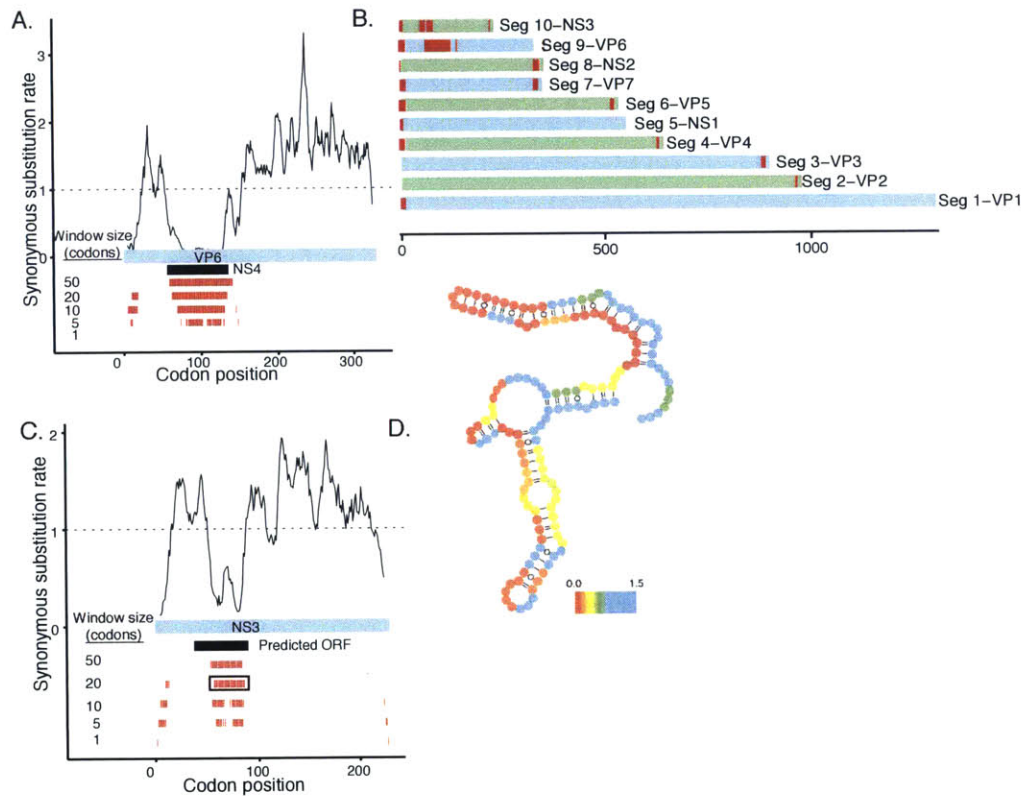 A.
Synonymous substitution rate
3
2
1
0
Window size
(codons)
VP6
NS4
50
20
10
5
1
0 100 200 300
Codon position
B.
Seg 10–NS3
Seg 9–VP6
Seg 8–NS2
Seg 7–VP7
Seg 6–VP5
Seg 5–NS1
Seg 4–VP4
Seg 3–VP3
Seg 2–VP2
Seg 1–VP1
0 500 1000
C.
Synonymous substitution rate
2
1
0
Window size
(codons)
NS3
Predicted ORF
50
20
10
5
1
0 100 200
Codon position
D.
0.0 1.5